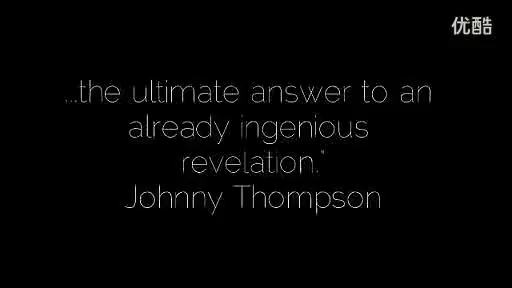 优酷
...the ultimate answer to an
already ingenious
revelation."
Johnny Thompson